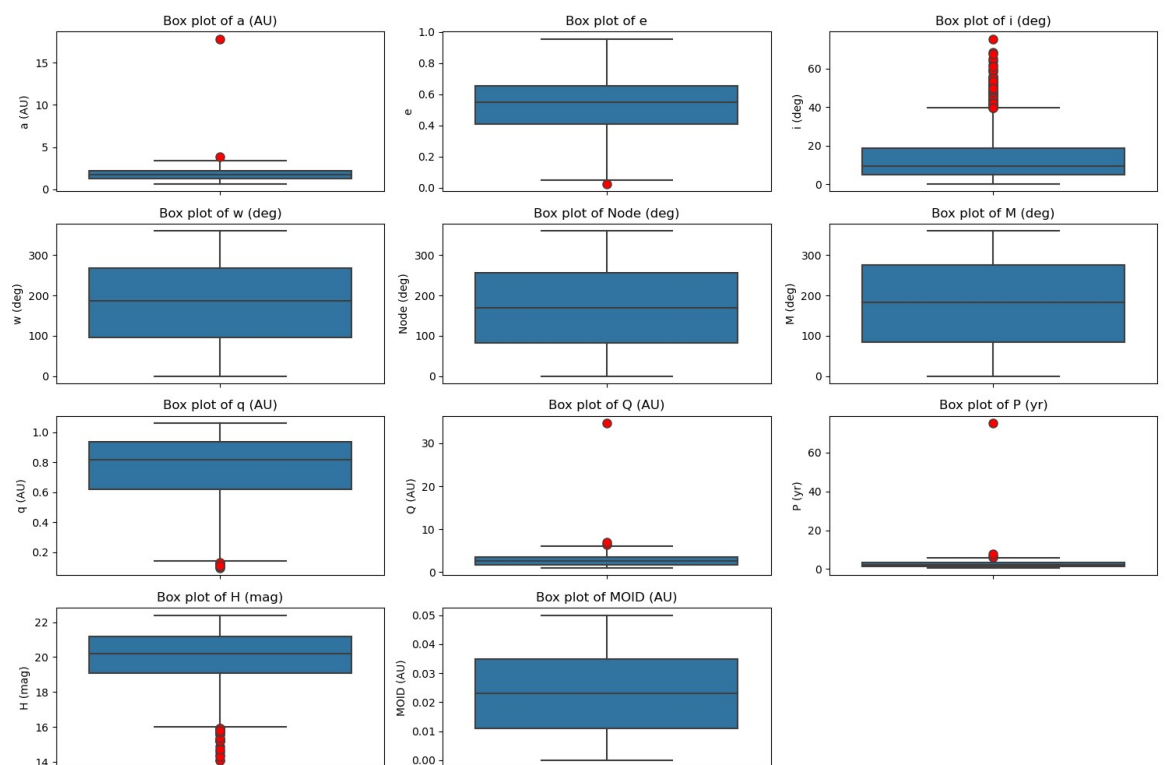 Box plot of a (AU)
a (AU)
15
10
5
0
Box plot of e
e
1.0
0.8
0.6
0.4
0.2
0.0
Box plot of i (deg)
i (deg)
60
40
20
0
Box plot of w (deg)
w (deg)
300
200
100
0
Box plot of Node (deg)
Node (deg)
300
200
100
0
Box plot of M (deg)
M (deg)
300
200
100
0
Box plot of q (AU)
q (AU)
1.0
0.8
0.6
0.4
0.2
Box plot of Q (AU)
Q (AU)
30
20
10
0
Box plot of P (yr)
P (yr)
60
40
20
0
Box plot of H (mag)
H (mag)
22
20
18
16
14
Box plot of MOID (AU)
MOID (AU)
0.05
0.04
0.03
0.02
0.01
0.00